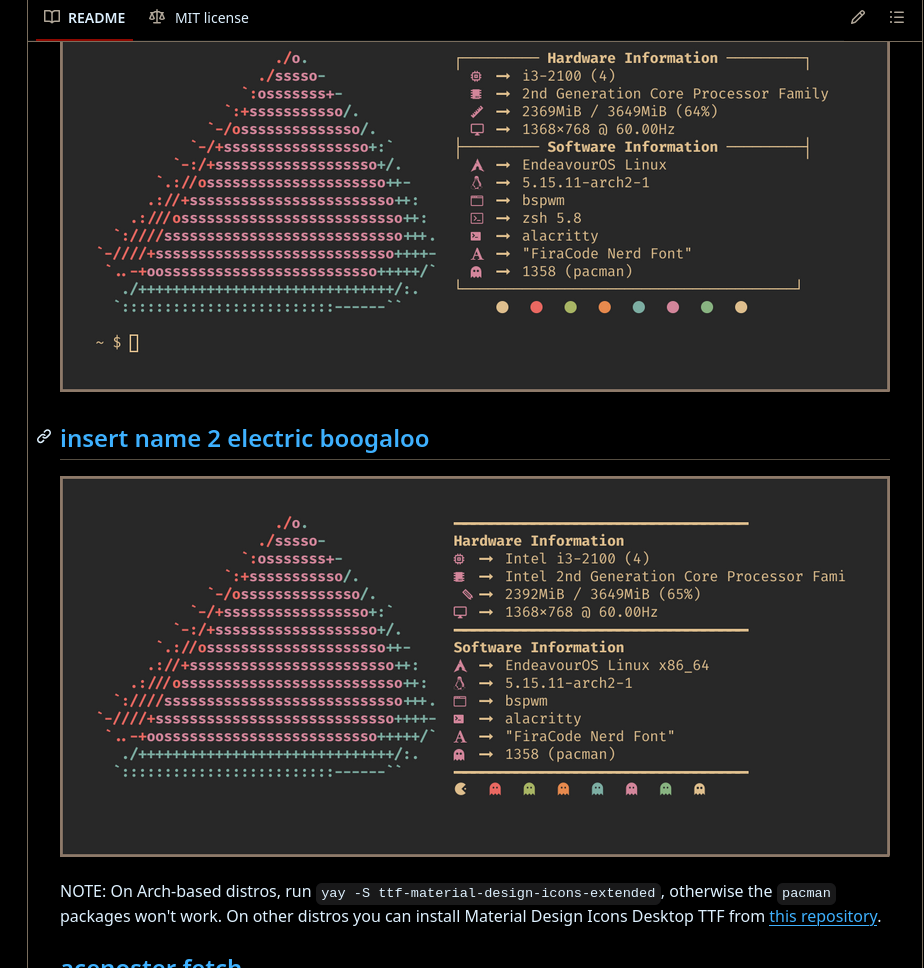 README MIT license
./o.
./sssso-
`:osssssss+-
`:+sssssssssso/.
`-/ossssssssssssso/.
`-/+sssssssssssssssso+:`
`-:/+sssssssssssssssssso+/.
`.://osssssssssssssssssssso++-
.://+ssssssssssssssssssssssso++:
.:///ossssssssssssssssssssssssso++:
`:////ssssssssssssssssssssssssssso+++.
`-////+ssssssssssssssssssssssssssso++++-
`..-+oosssssssssssssssssssssssso+++++/`
./++++++++++++++++++++++++++++++/:.
`:::::::::::::::::::::::::------``
Hardware Information
i3-2100 (4)
2nd Generation Core Processor Family
2369MiB / 3649MiB (64%)
1368×768 @ 60.00Hz
Software Information
EndeavourOS Linux
5.15.11-arch2-1
bspwm
zsh 5.8
alacritty
"FiraCode Nerd Font"
1358 (pacman)
~ $
insert name 2 electric boogaloo
./o.
./sssso-
`:osssssss+-
`:+sssssssssso/.
`-/ossssssssssssso/.
`-/+sssssssssssssssso+:`
`-:/+sssssssssssssssssso+/.
`.://osssssssssssssssssssso++-
.://+ssssssssssssssssssssssso++:
.:///ossssssssssssssssssssssssso++:
`:////ssssssssssssssssssssssssssso+++.
`-////+ssssssssssssssssssssssssssso++++-
`..-+oosssssssssssssssssssssssso+++++/`
./++++++++++++++++++++++++++++++/:.
`:::::::::::::::::::::::::------``
Hardware Information
Intel i3-2100 (4)
Intel 2nd Generation Core Processor Fami
2392MiB / 3649MiB (65%)
1368×768 @ 60.00Hz
Software Information
EndeavourOS Linux x86_64
5.15.11-arch2-1
bspwm
alacritty
"FiraCode Nerd Font"
1358 (pacman)
NOTE: On Arch-based distros, run yay -S ttf-material-design-icons-extended, otherwise the pacman
packages won't work. On other distros you can install Material Design Icons Desktop TTF from this repository.
acenoster fetch